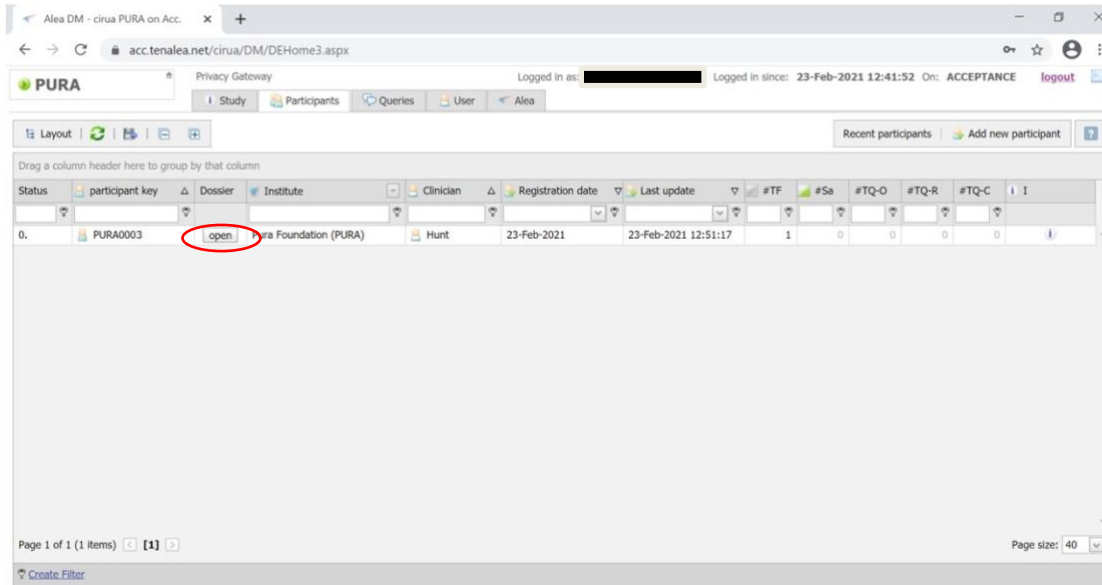 Alea DM - cirua PURA on Acc.
acc.tenalea.net/cirua/DM/DEHome3.aspx
PURA
Privacy Gateway
Logged in as:
Logged in since: 23-Feb-2021 12:41:52 On: ACCEPTANCE
logout
Study Participants Queries User Alea
Layout
Recent participants Add new participant
Drag a column header here to group by that column
Status participant key Dossier Institute Clinician Registration date Last update #TF #Sa #TQ-O #TQ-R #TQ-C I
0. PURA0003 open Pura Foundation (PURA) Hunt 23-Feb-2021 23-Feb-2021 12:51:17 1 0 0 0 0
Page 1 of 1 (1 items) [1]
Page size: 40
Create Filter